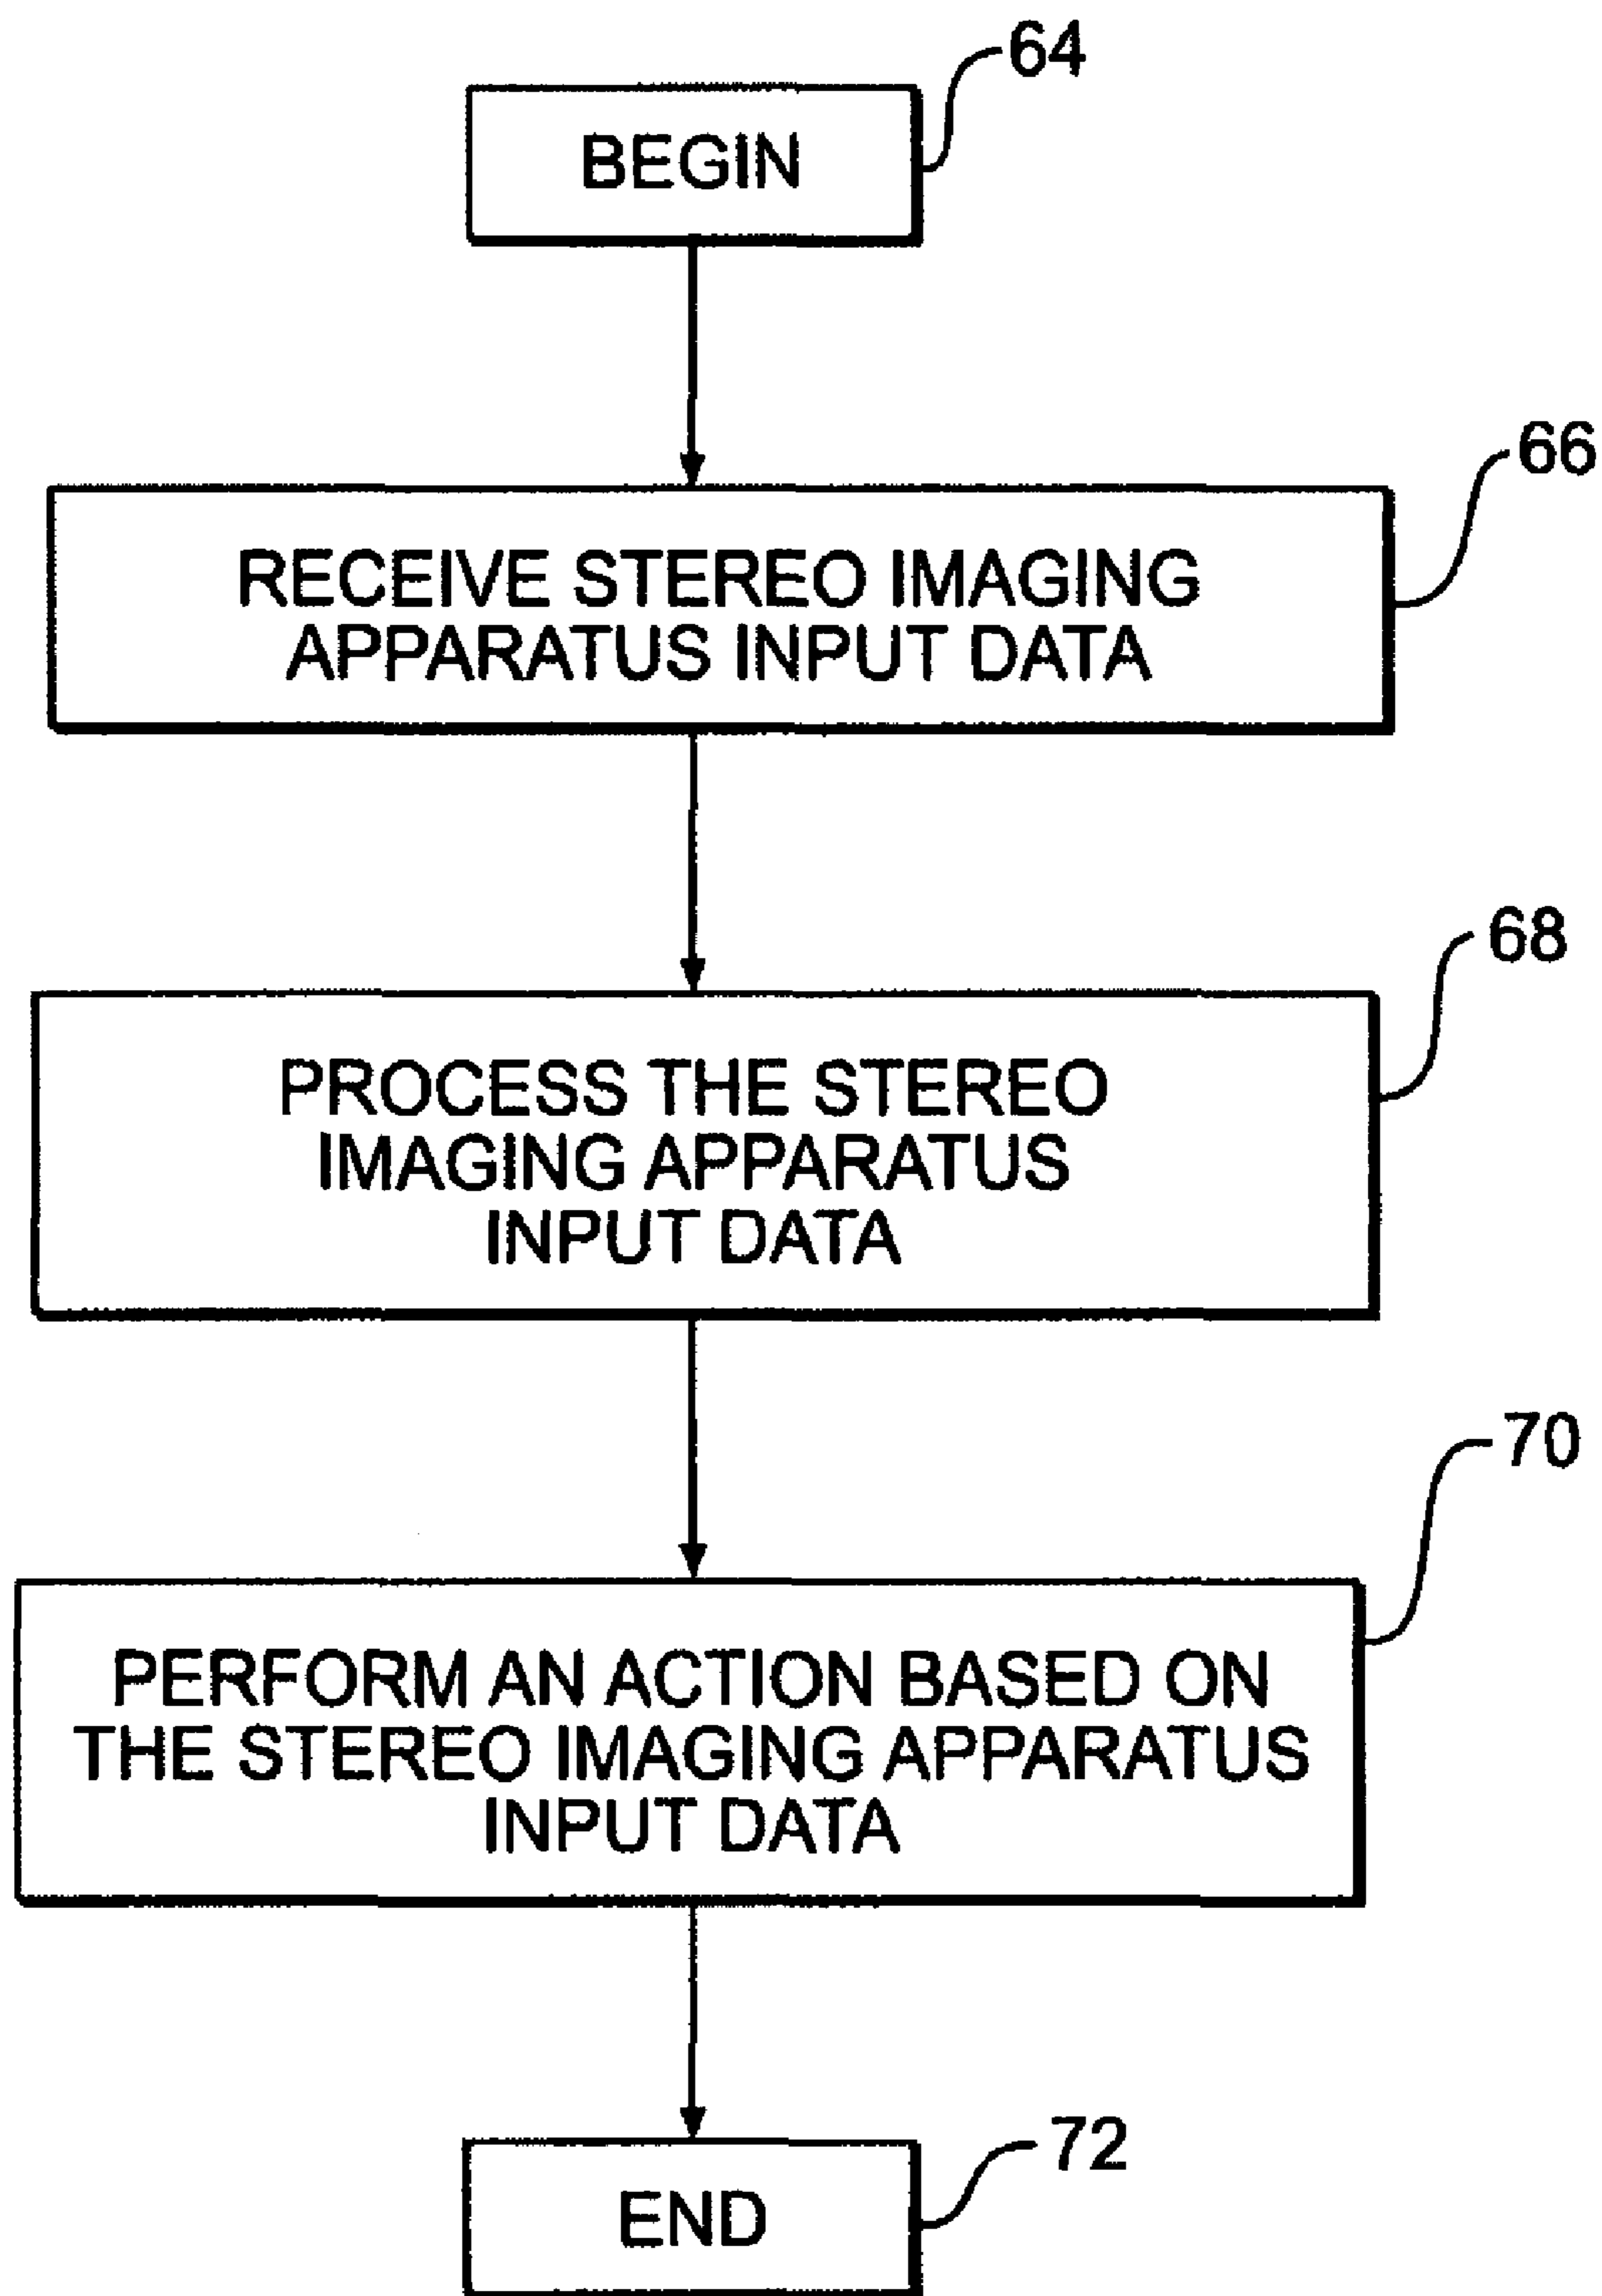 64
BEGIN
66
RECEIVE STEREO IMAGING
APPARATUS INPUT DATA
68
PROCESS THE STEREO
IMAGING APPARATUS
INPUT DATA
70
PERFORM AN ACTION BASED ON
THE STEREO IMAGING APPARATUS
INPUT DATA
72
END